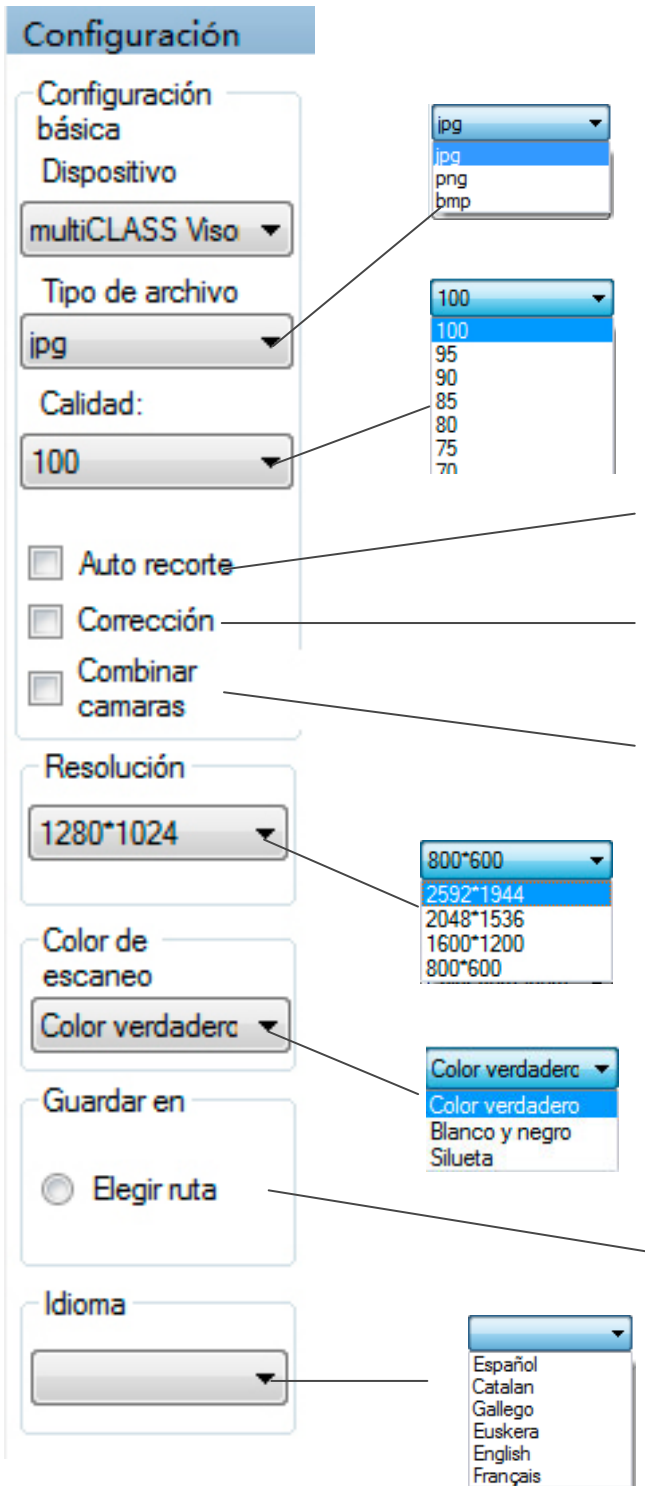 Configuración
Configuración
básica
Dispositivo
multiCLASS Viso
Tipo de archivo
jpg
Calidad:
100
Auto recorte
Corrección
Combinar
camaras
Resolución
1280*1024
Color de
escaneo
Color verdaderc
Guardar en
Elegir ruta
Idioma
jpg
jpg
png
bmp
100
100
95
90
85
80
75
70
800*600
2592*1944
2048*1536
1600*1200
800*600
Color verdaderc
Color verdadero
Blanco y negro
Silueta
Español
Catalan
Gallego
Euskera
English
Français